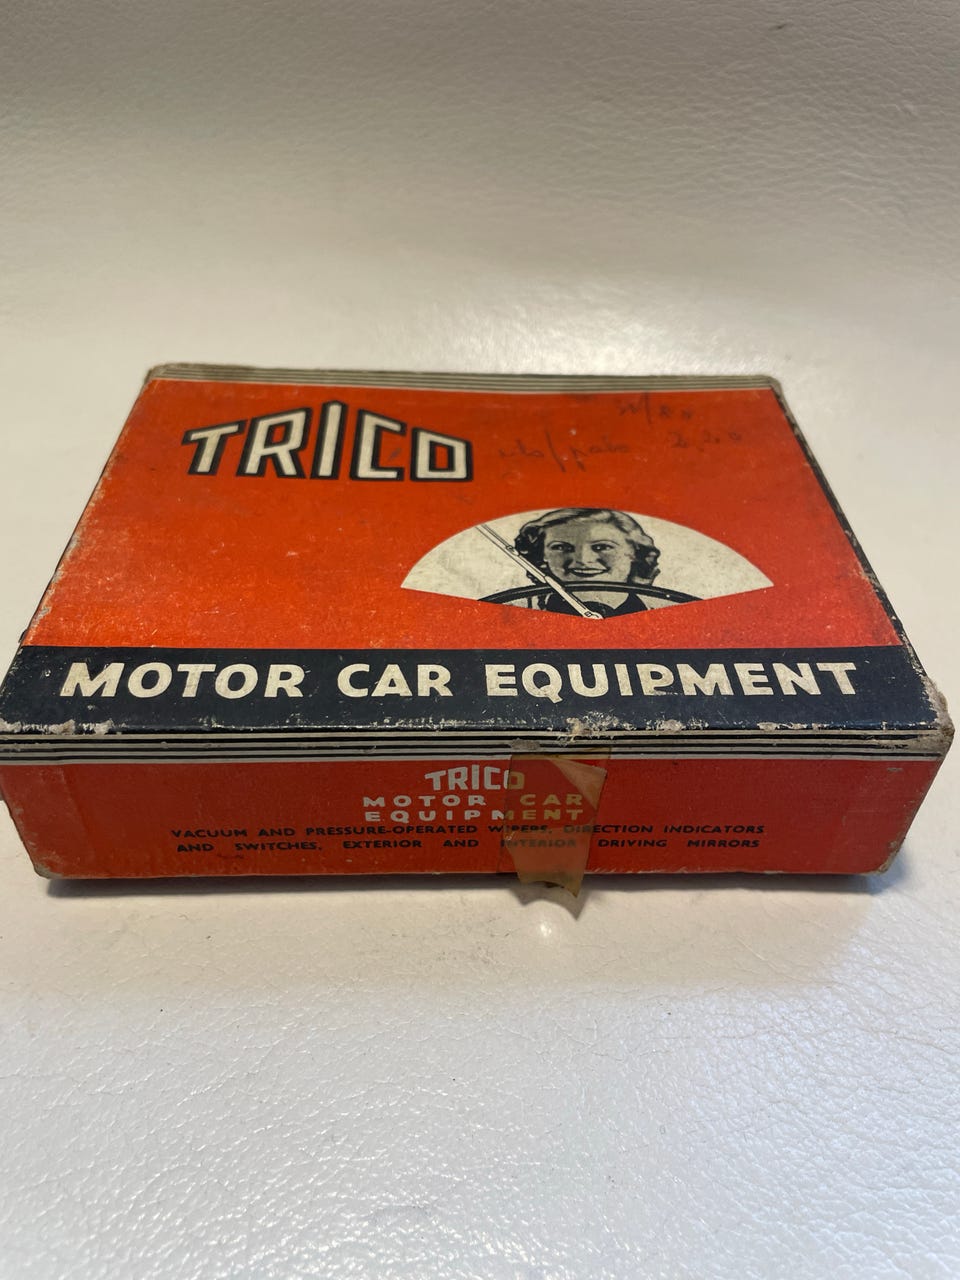 TRICO
MOTOR CAR EQUIPMENT
TRICO
MOTOR CAR
EQUIPMENT
VACUUM AND PRESSURE-OPERATED WIPERS, DIRECTION INDICATORS
AND SWITCHES, EXTERIOR AND INTERIOR DRIVING MIRRORS